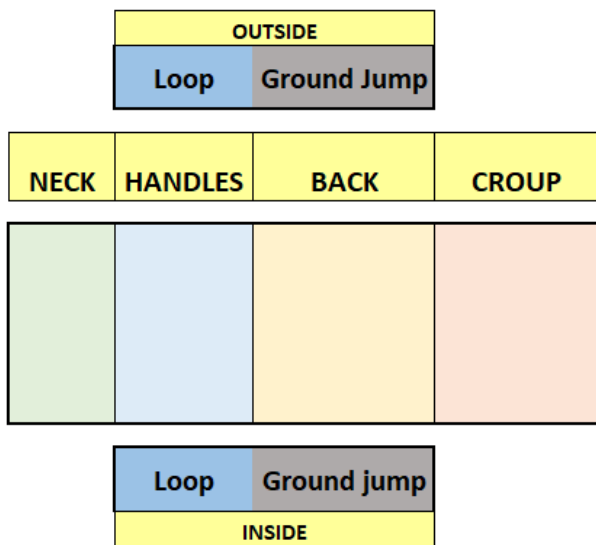 OUTSIDE
Loop Ground Jump
NECK HANDLES BACK CROUP
Loop Ground jump
INSIDE